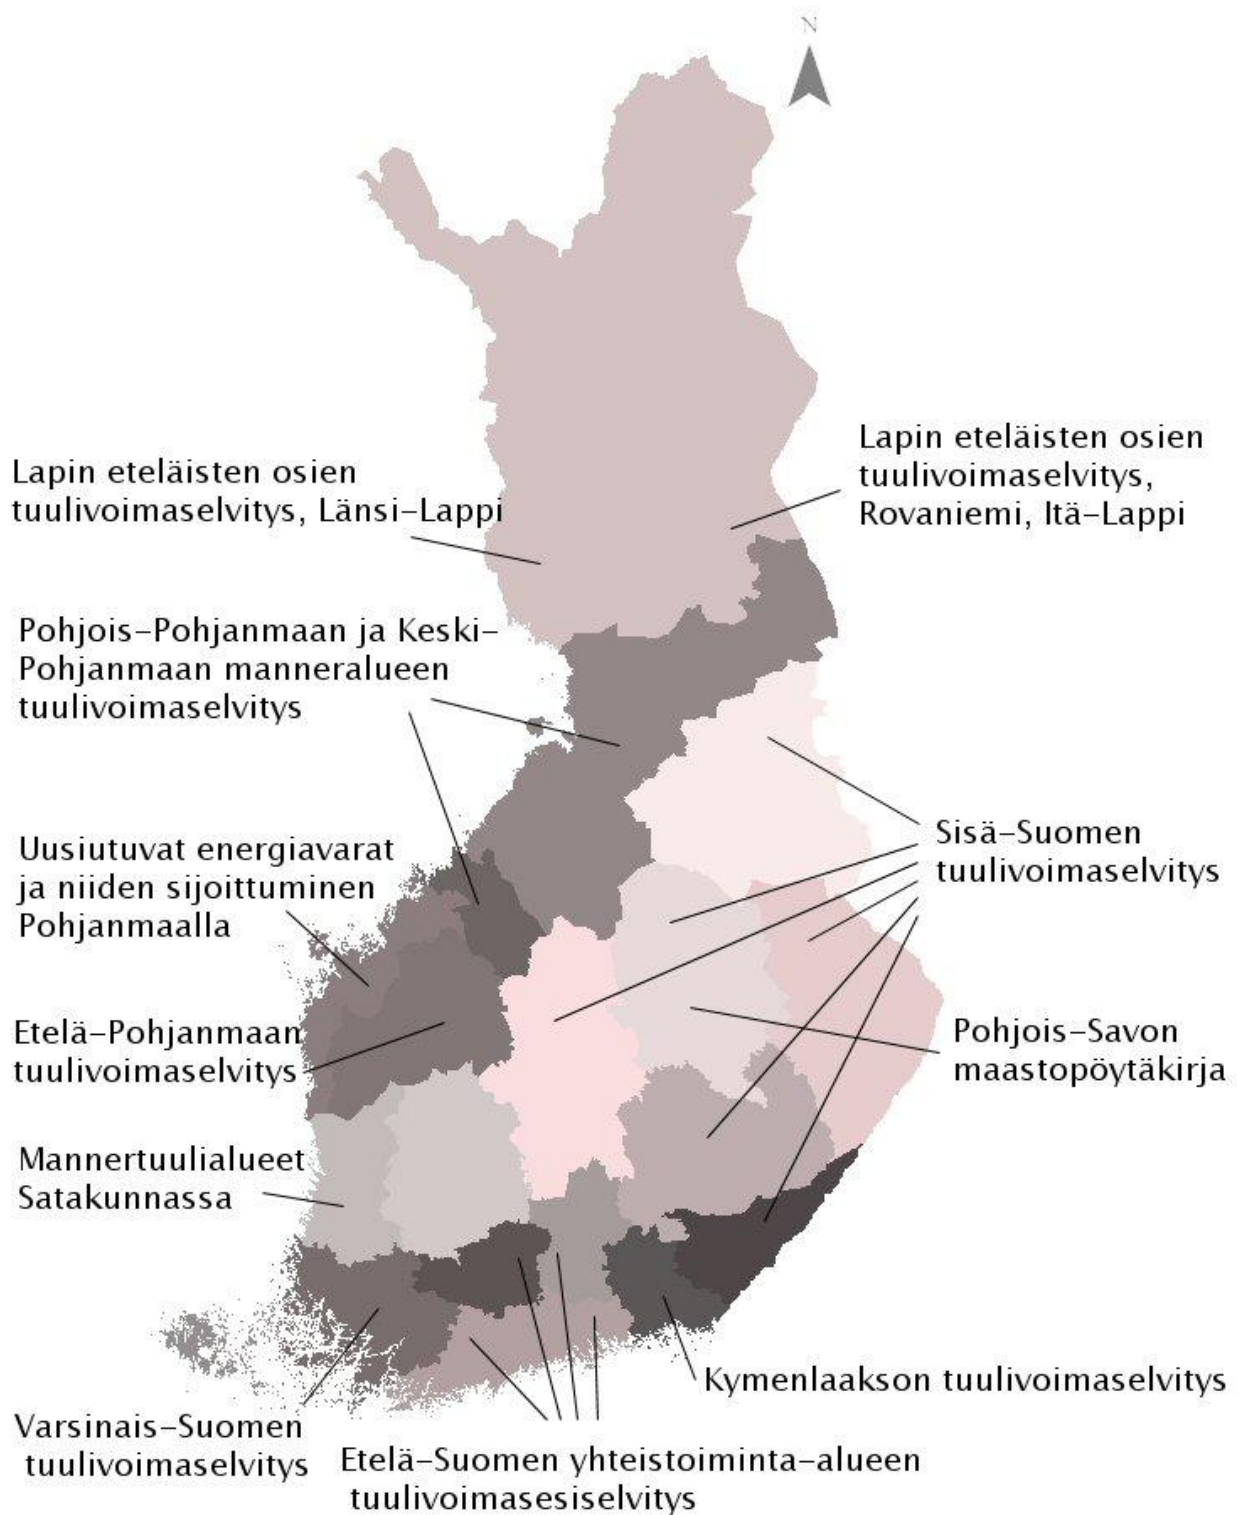 N
Lapin eteläisten osien
tuulivoimaselvitys,
Rovaniemi, Itä-Lappi
Lapin eteläisten osien
tuulivoimaselvitys, Länsi-Lappi
Pohjois-Pohjanmaan ja Keski-
Pohjanmaan manneralueen
tuulivoimaselvitys
Sisä-Suomen
tuulivoimaselvitys
Uusiutuvat energiavarat
ja niiden sijoittuminen
Pohjanmaalla
Etelä-Pohjanmaan
tuulivoimaselvitys
Pohjois-Savon
maastopöytäkirja
Mannertuulialueet
Satakunnassa
Kymenlaakson tuulivoimaselvitys
Varsinais-Suomen
tuulivoimaselvitys
Etelä-Suomen yhteistoiminta-alueen
tuulivoimasesiselvitys